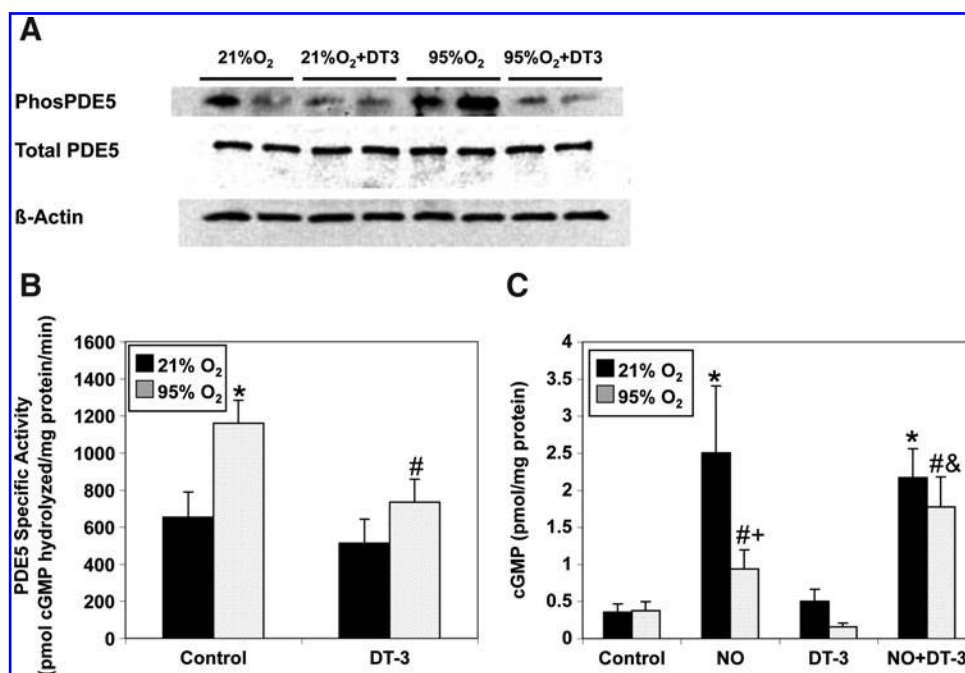 A
21%O₂ 21%O₂+DT3 95%O₂ 95%O₂+DT3
PhosPDE5
Total PDE5
ß-Actin
B
PDE5 Specific Activity
(pmol cGMP hydrolyzed/mg protein/min)
1600
1400
1200
1000
800
600
400
200
0
21% O₂
95% O₂
*
#
Control DT-3
C
cGMP (pmol/mg protein)
4
3.5
3
2.5
2
1.5
1
0.5
0
21% O₂
95% O₂
*
#+
*
#&
Control NO DT-3 NO+DT-3